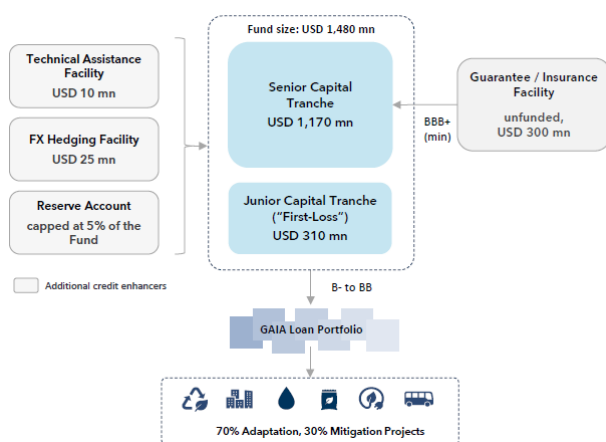 Fund size: USD 1,480 mn
Technical Assistance
Facility
USD 10 mn
FX Hedging Facility
USD 25 mn
Reserve Account
capped at 5% of the
Fund
Additional credit enhancers
Senior Capital
Tranche
USD 1,170 mn
Junior Capital Tranche
("First-Loss")
USD 310 mn
BBB+
(min)
Guarantee / Insurance
Facility
unfunded,
USD 300 mn
B- to BB
GAIA Loan Portfolio
70% Adaptation, 30% Mitigation Projects